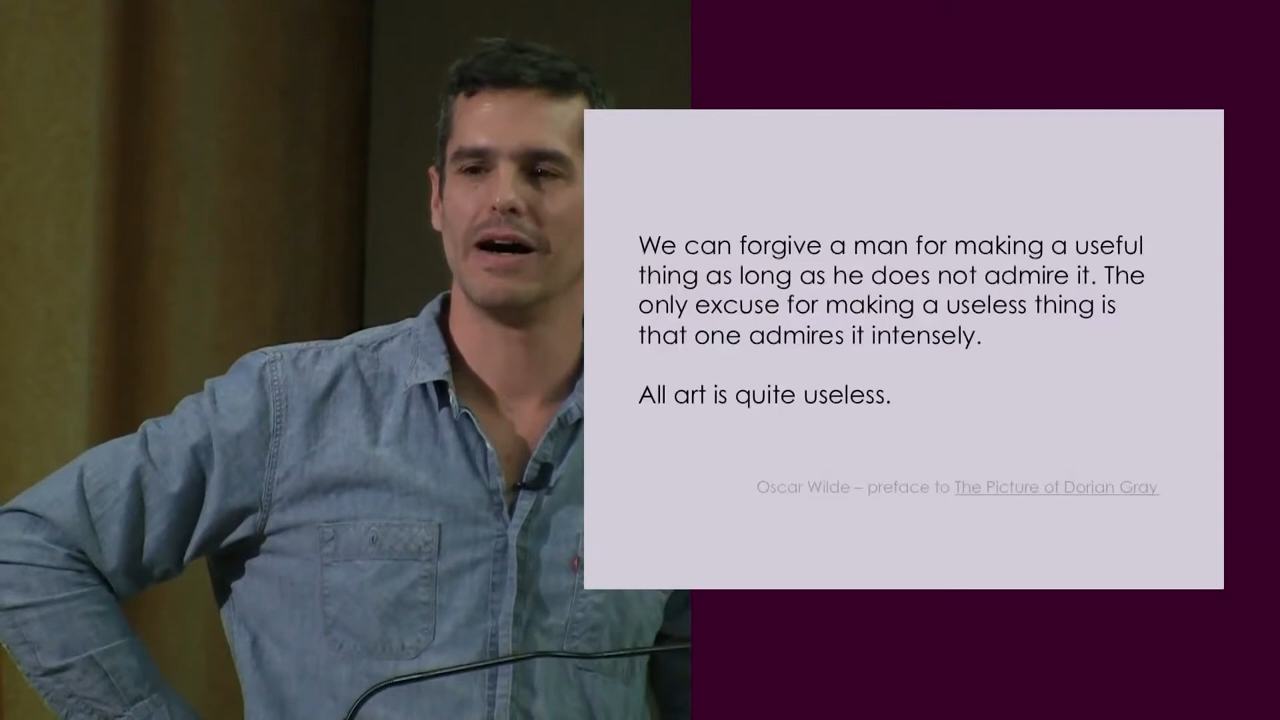 We can forgive a man for making a useful
thing as long as he does not admire it. The
only excuse for making a useless thing is
that one admires it intensely.
All art is quite useless.
Oscar Wilde – preface to The Picture of Dorian Gray